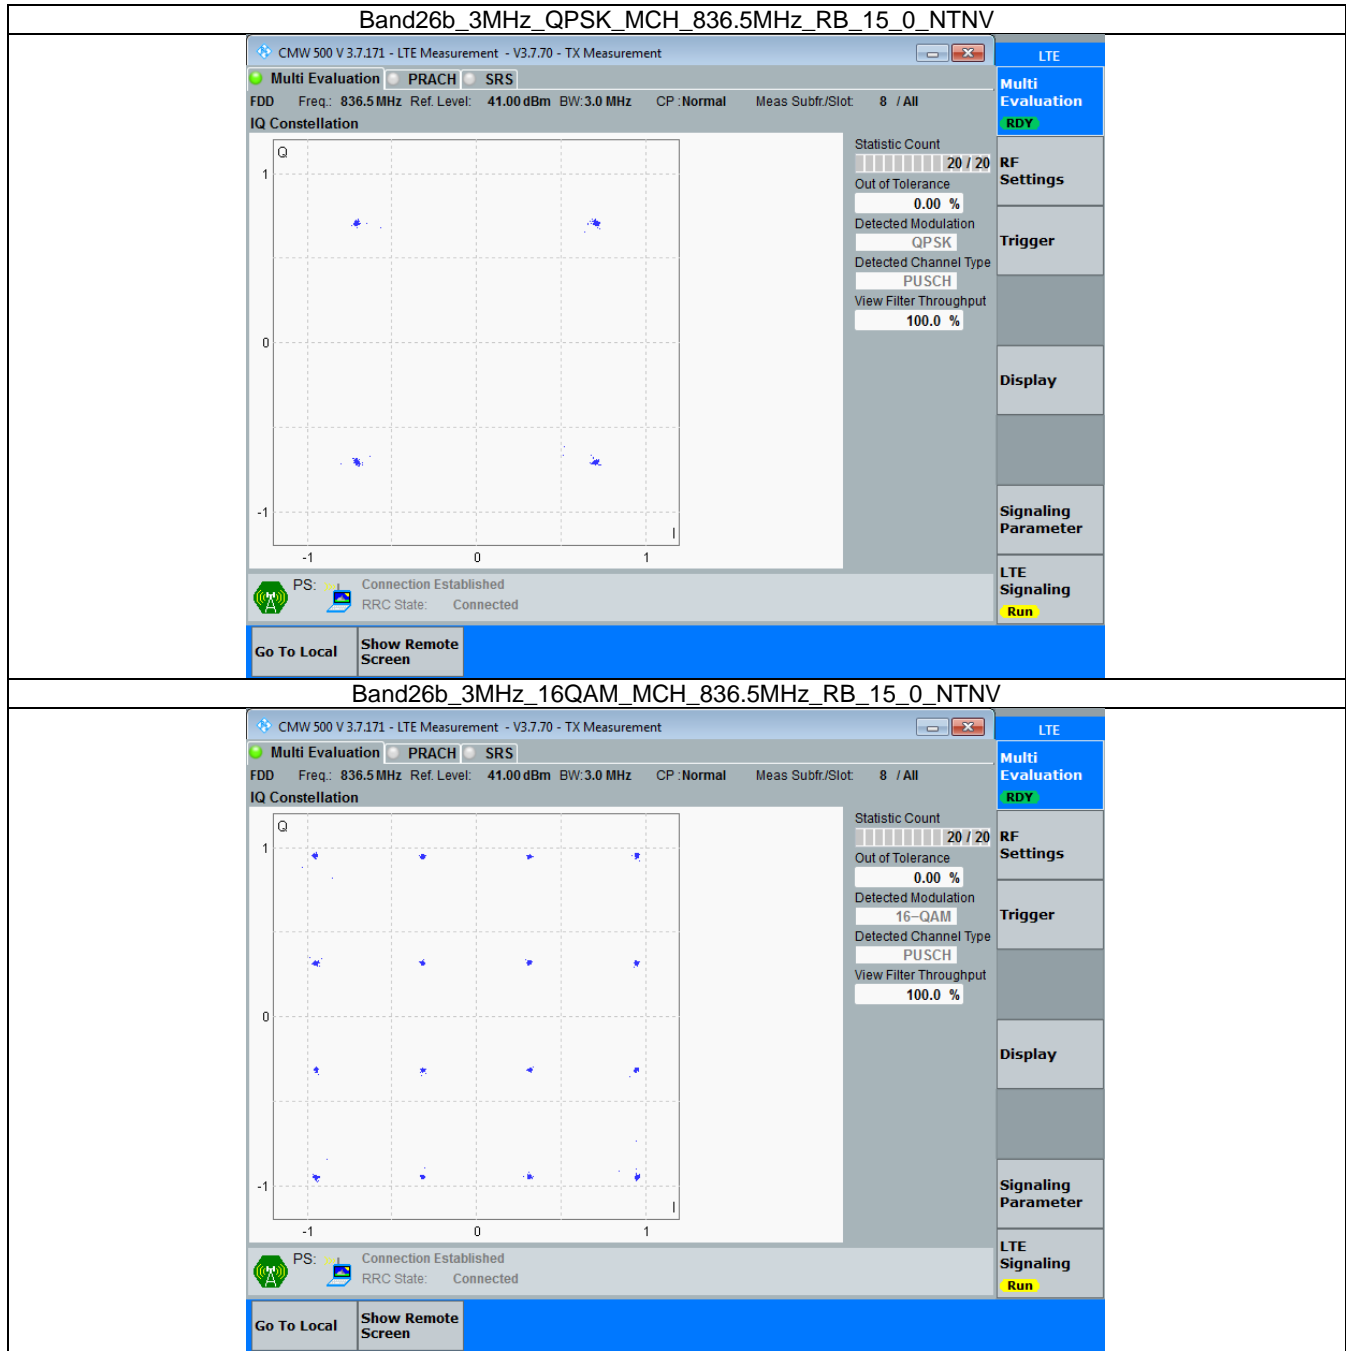 Band26b_3MHz_QPSK_MCH_836.5MHz_RB_15_0_NTNV
CMW 500 V 3.7.171 - LTE Measurement - V3.7.70 - TX Measurement
LTE
Multi Evaluation PRACH SRS
Multi
Evaluation
RDY
FDD Freq.: 836.5 MHz Ref. Level: 41.00 dBm BW: 3.0 MHz CP : Normal Meas Subfr./Slot: 8 / All
IQ Constellation
Q
1
0
-1
-1 0 1
I
Statistic Count
20 / 20
Out of Tolerance
0.00 %
Detected Modulation
QPSK
Detected Channel Type
PUSCH
View Filter Throughput
100.0 %
RF
Settings
Trigger
Display
Signaling
Parameter
LTE
Signaling
Run
PS: Connection Established
RRC State: Connected
Go To Local
Show Remote
Screen
Band26b_3MHz_16QAM_MCH_836.5MHz_RB_15_0_NTNV
CMW 500 V 3.7.171 - LTE Measurement - V3.7.70 - TX Measurement
LTE
Multi Evaluation PRACH SRS
Multi
Evaluation
RDY
FDD Freq.: 836.5 MHz Ref. Level: 41.00 dBm BW: 3.0 MHz CP : Normal Meas Subfr./Slot: 8 / All
IQ Constellation
Q
1
0
-1
-1 0 1
I
Statistic Count
20 / 20
Out of Tolerance
0.00 %
Detected Modulation
16-QAM
Detected Channel Type
PUSCH
View Filter Throughput
100.0 %
RF
Settings
Trigger
Display
Signaling
Parameter
LTE
Signaling
Run
PS: Connection Established
RRC State: Connected
Go To Local
Show Remote
Screen